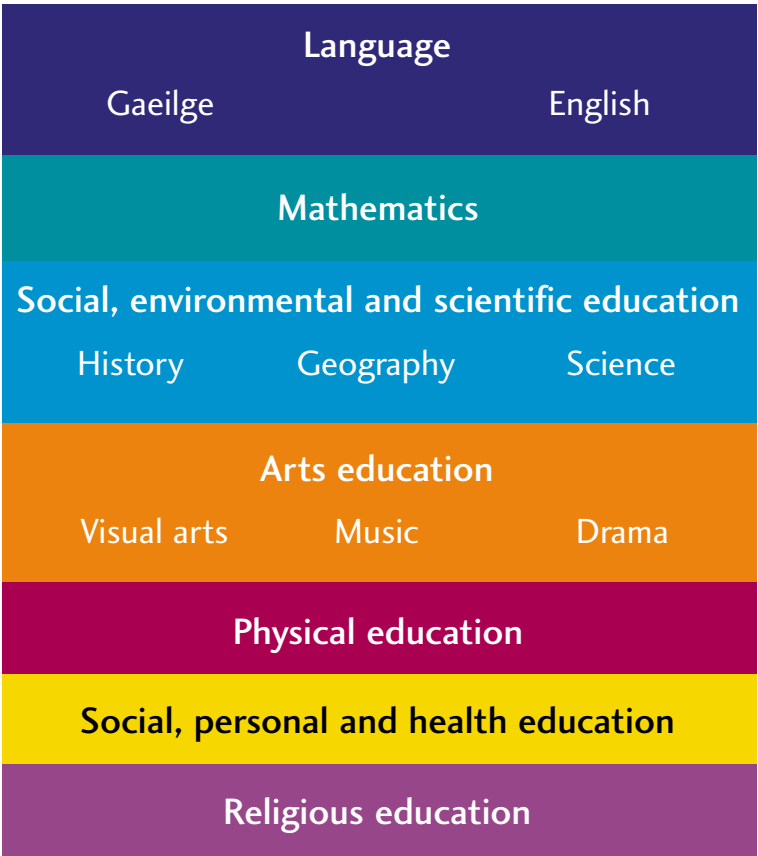 Language
Gaeilge English
Mathematics
Social, environmental and scientific education
History Geography Science
Arts education
Visual arts Music Drama
Physical education
Social, personal and health education
Religious education